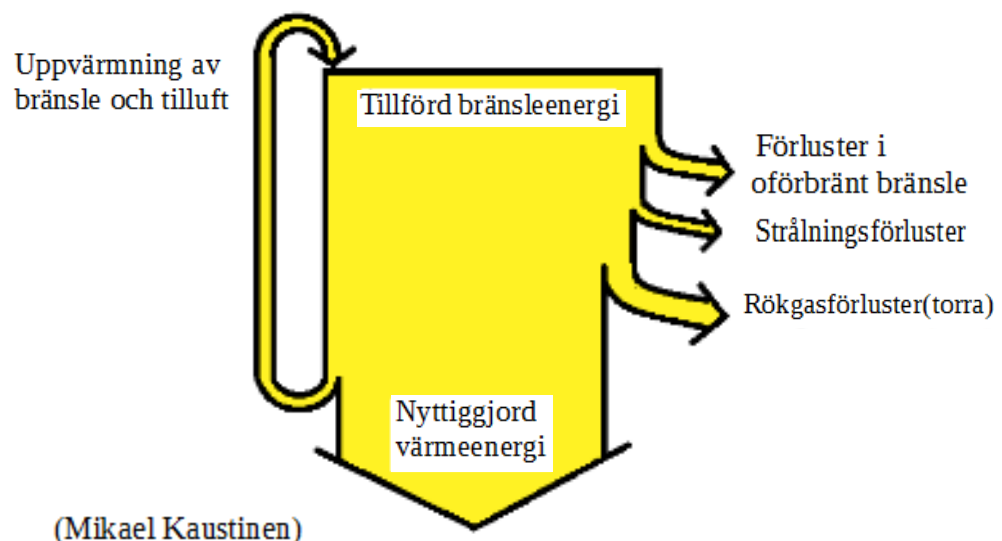 Uppvärmning av
bränsle och tilluft
Tillförd bränsleenergi
Förluster i
oförbränt bränsle
Strålningsförluster
Rökgasförluster(torra)
Nyttiggjord
värmeenergi
(Mikael Kaustinen)